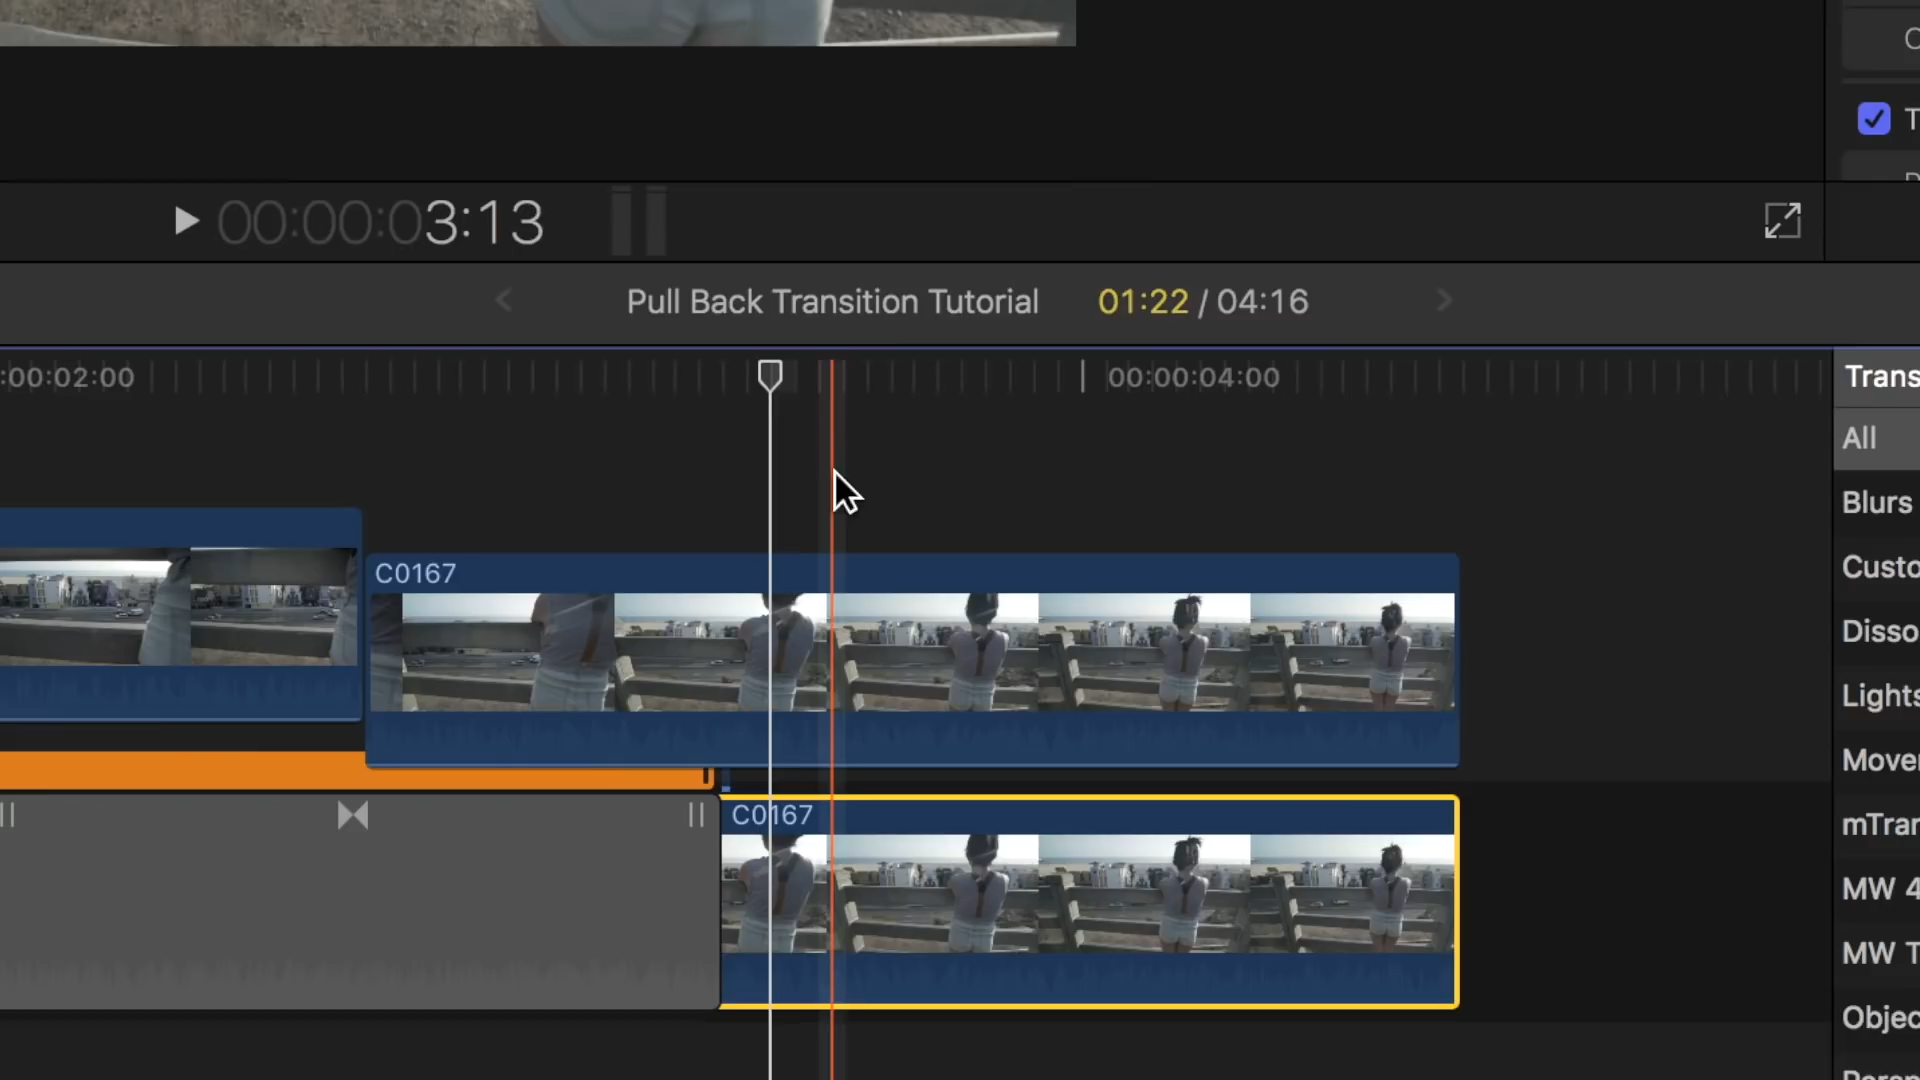 00:00:03:13
Pull Back Transition Tutorial 01:22 / 04:16
:00:02:00 00:00:04:00
Trans
All
Blurs
Custo
Disso
Lights
Move
mTran
MW 4
MW T
Objec
C0167
C0167